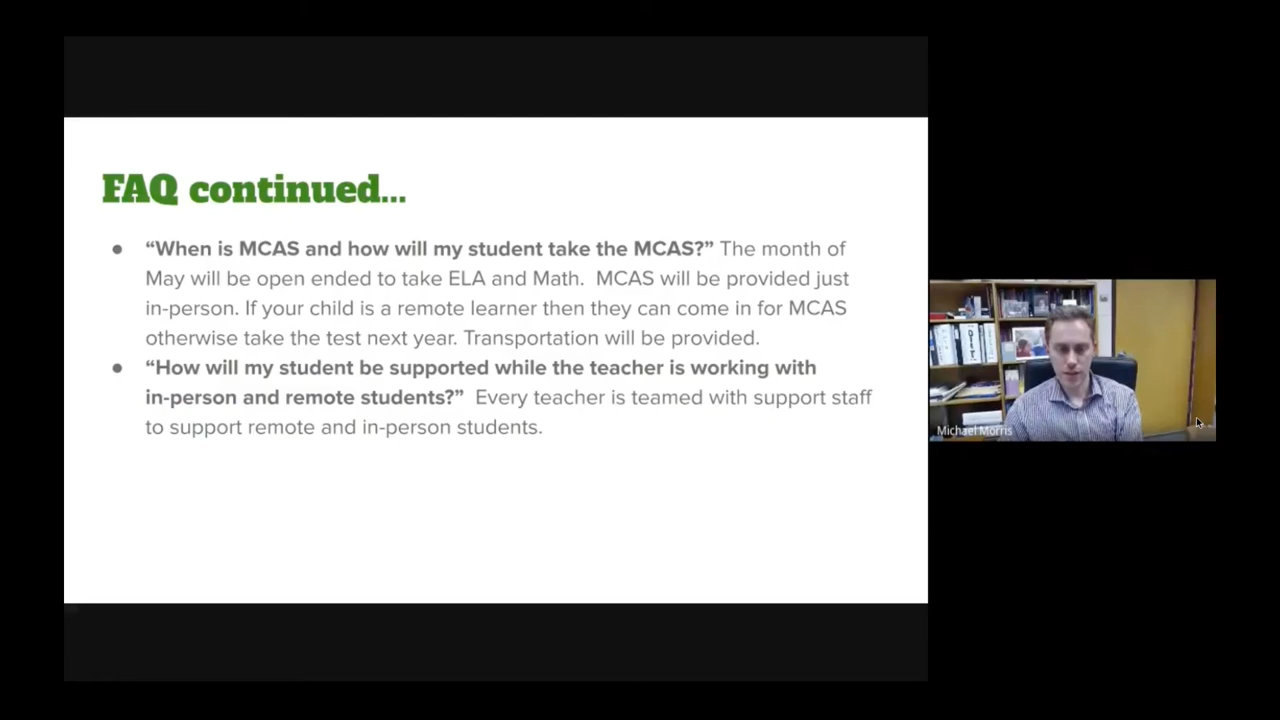 FAQ continued...
● “When is MCAS and how will my student take the MCAS?” The month of
May will be open ended to take ELA and Math.  MCAS will be provided just
in-person. If your child is a remote learner then they can come in for MCAS
otherwise take the test next year. Transportation will be provided.
● “How will my student be supported while the teacher is working with
in-person and remote students?”  Every teacher is teamed with support staff
to support remote and in-person students.
Michael Morris